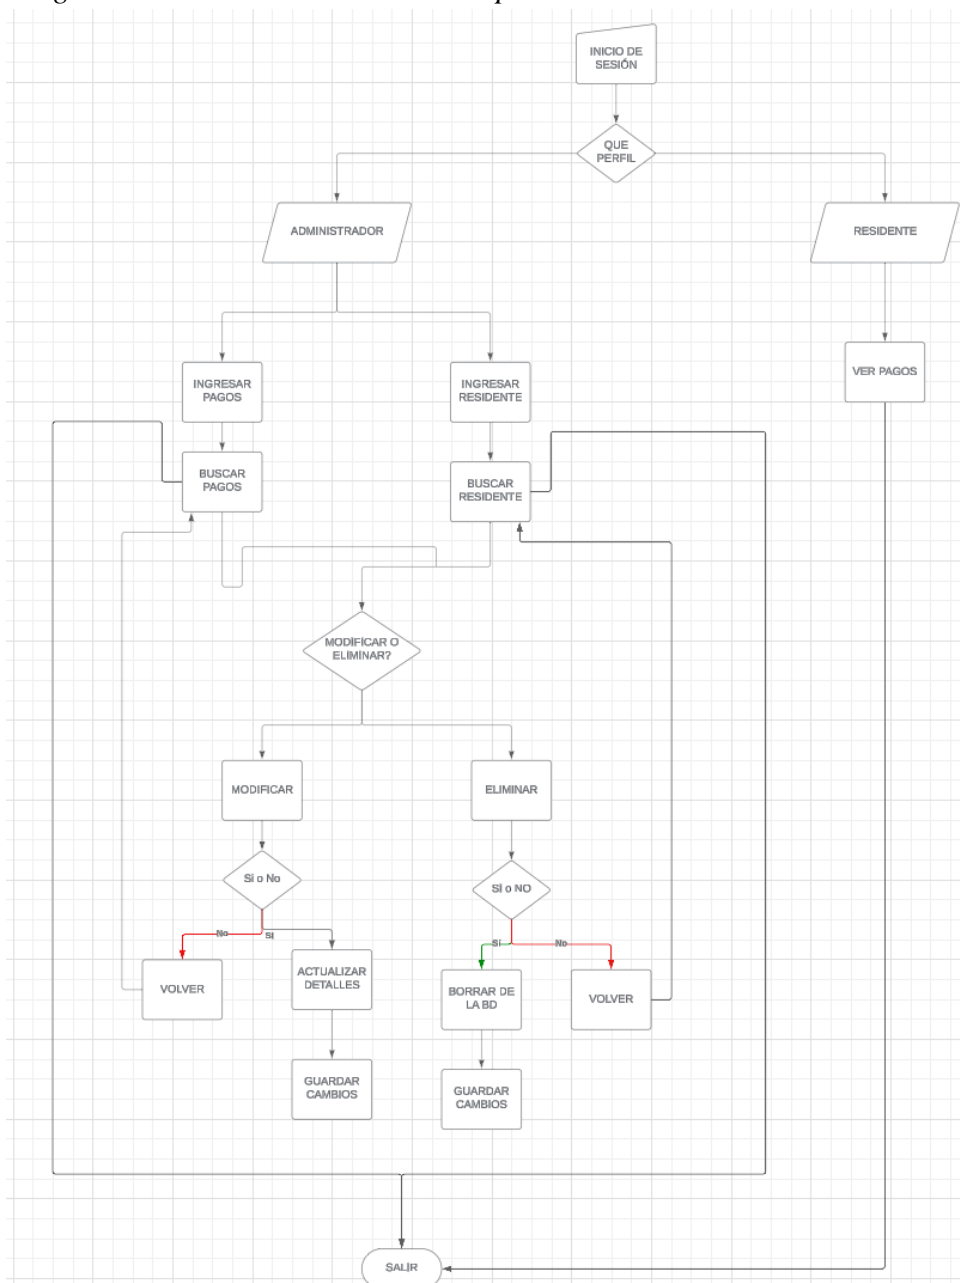 INICIO DE
SESIÓN
QUE
PERFIL
ADMINISTRADOR
RESIDENTE
INGRESAR
PAGOS
INGRESAR
RESIDENTE
VER PAGOS
BUSCAR
PAGOS
BUSCAR
RESIDENTE
MODIFICAR O
ELIMINAR?
MODIFICAR
ELIMINAR
Si o No
SI o NO
No
SI
Si
No
VOLVER
ACTUALIZAR
DETALLES
BORRAR DE
LA BD
VOLVER
GUARDAR
CAMBIOS
GUARDAR
CAMBIOS
SALIR